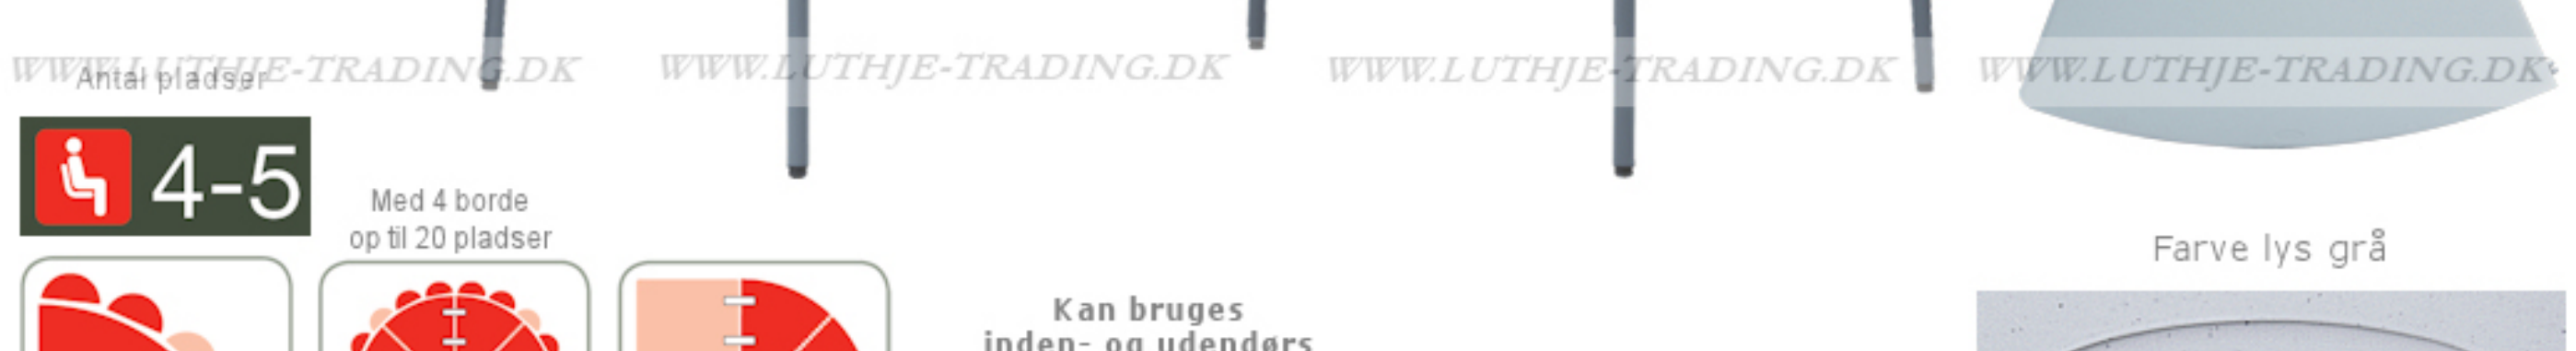 WWW.LUTHJE-TRADING.DK WWW.LUTHJE-TRADING.DK WWW.LUTHJE-TRADING.DK WWW.LUTHJE-TRADING.DK
Antal pladser
4-5
Med 4 borde
op til 20 pladser
Farve lys grå
Kan bruges
inden- og udendørs